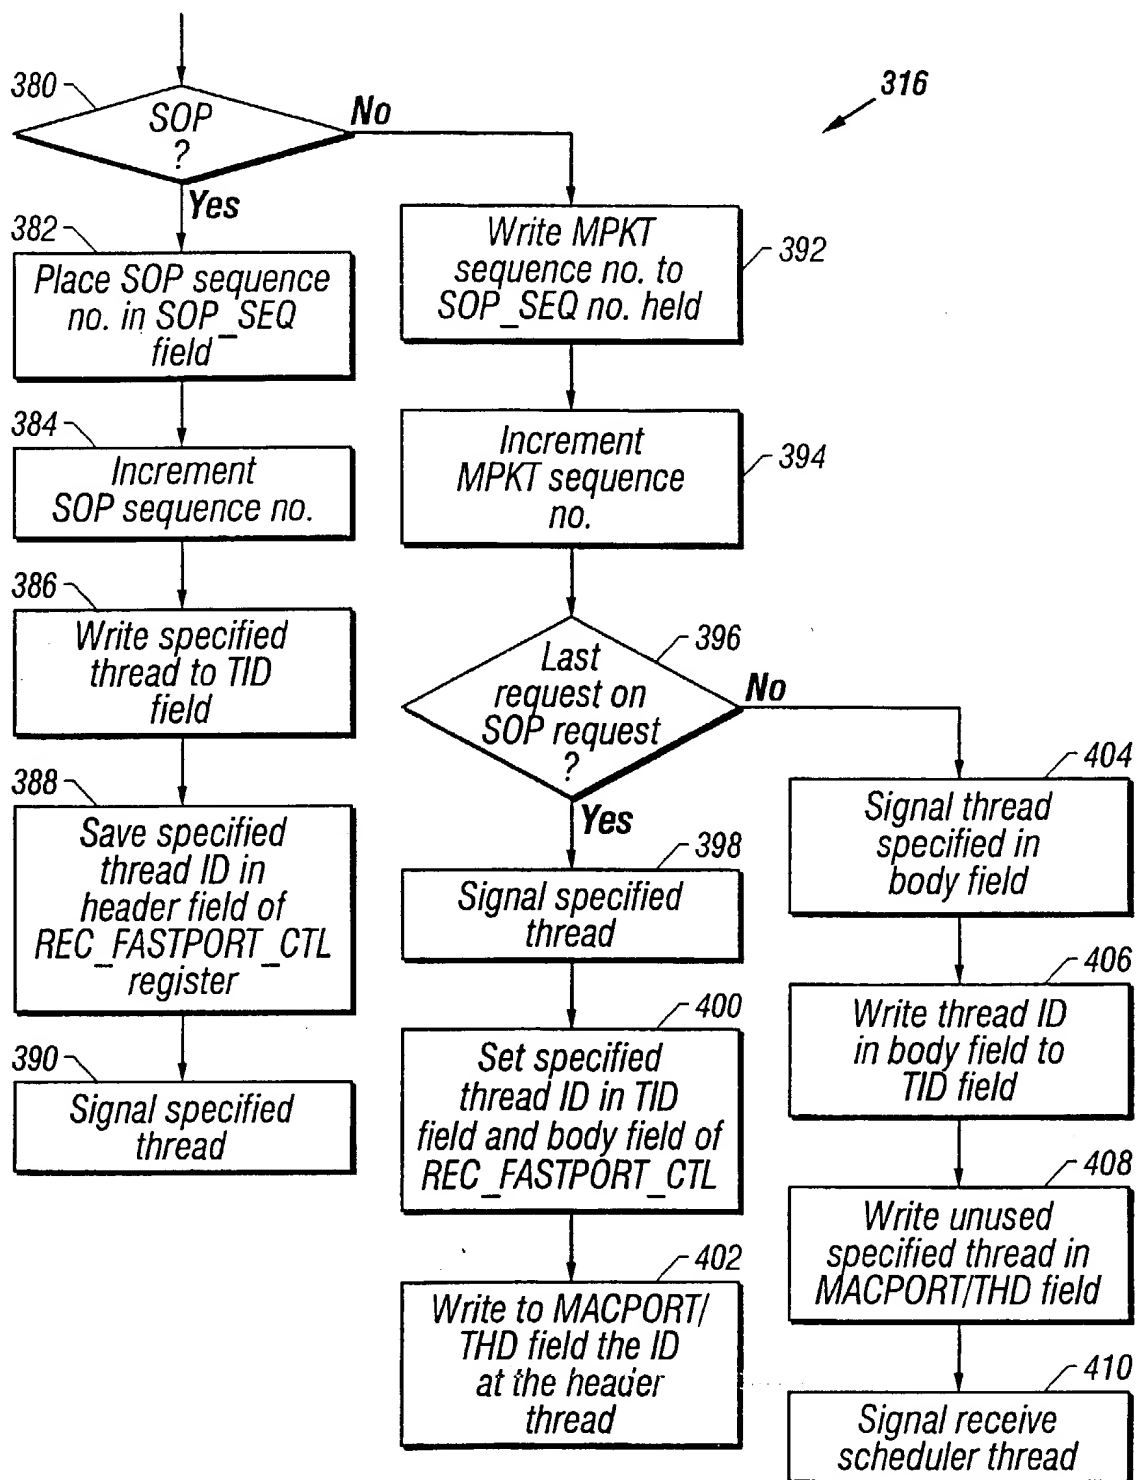 316
380
SOP
?
No
Yes
382
Place SOP sequence
no. in SOP_SEQ
field
384
Increment
SOP sequence no.
386
Write specified
thread to TID
field
388
Save specified
thread ID in
header field of
REC_FASTPORT_CTL
register
390
Signal specified
thread
Write MPKT
sequence no. to
SOP_SEQ no. held
392
Increment
MPKT sequence
no.
394
396
Last
request on
SOP request
?
No
Yes
398
Signal specified
thread
400
Set specified
thread ID in TID
field and body field of
REC_FASTPORT_CTL
402
Write to MACPORT/
THD field the ID
at the header
thread
404
Signal thread
specified in
body field
406
Write thread ID
in body field to
TID field
408
Write unused
specified thread in
MACPORT/THD field
410
Signal receive
scheduler thread